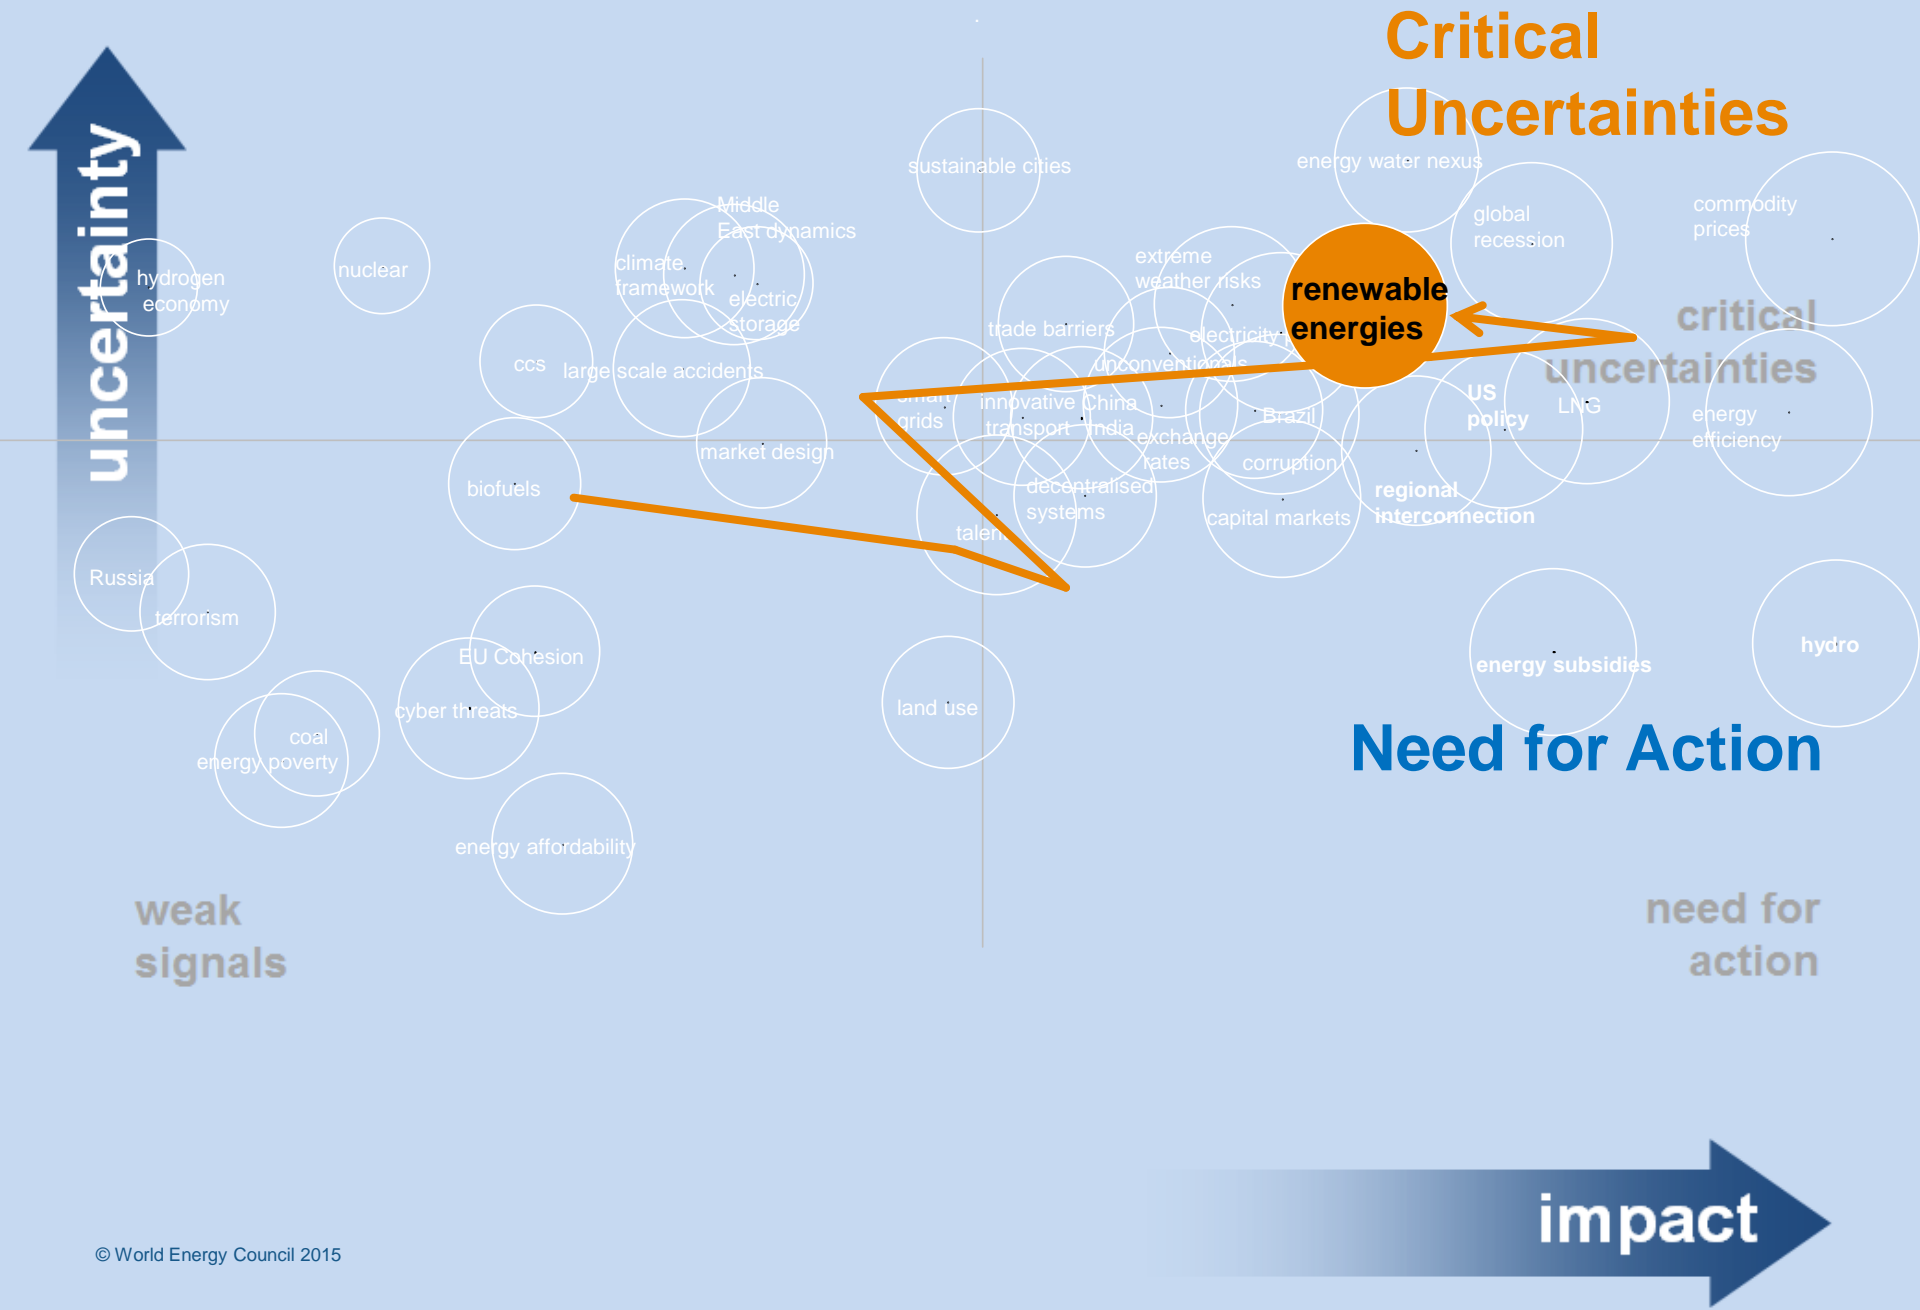 Critical
Uncertainties
uncertainty
sustainable cities
energy water nexus
Middle
East dynamics
global
recession
commodity
prices
hydrogen
economy
nuclear
climate
framework
electric
storage
extreme
weather risks
renewable
energies
critical
uncertainties
trade barriers
electricity
ccs
large scale accidents
unconventionals
smart
grids
innovative
transport
China
India
Brazil
US
policy
LNG
energy
efficiency
market design
exchange
rates
corruption
biofuels
decentralised
systems
talent
capital markets
regional
interconnection
Russia
terrorism
EU Cohesion
energy subsidies
hydro
cyber threats
land use
coal
energy poverty
Need for Action
energy affordability
weak
signals
need for
action
impact
© World Energy Council 2015